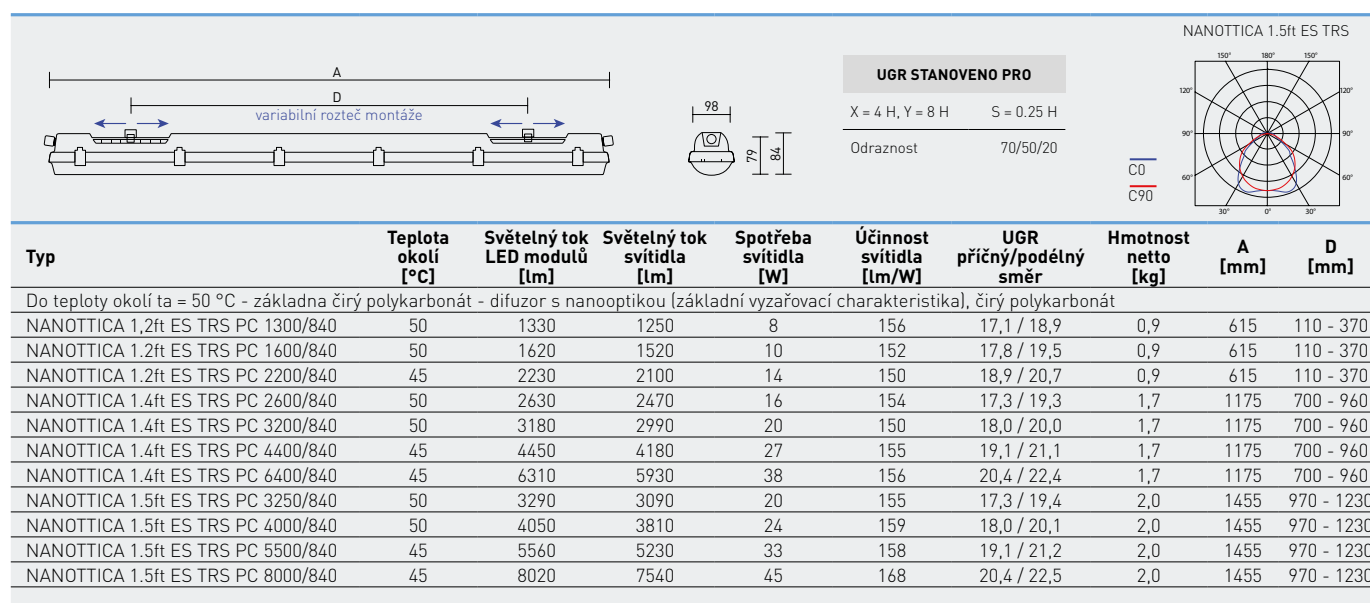 NANOTTICA 1.5ft ES TRS
A
D
variabilní rozteč montáže
98
79
84
UGR STANOVENO PRO
X = 4 H, Y = 8 H S = 0.25 H
Odraznost 70/50/20
C0
C90
150° 180° 150°
120° 120°
90° 90°
60° 60°
30° 0° 30°
Typ Teplota okolí [°C] Světelný tok LED modulů [lm] Světelný tok svítidla [lm] Spotřeba svítidla [W] Účinnost svítidla [lm/W] UGR příčný/podélný směr Hmotnost netto [kg] A [mm] D [mm]
Do teploty okolí ta = 50 °C - základna čirý polykarbonát - difuzor s nanooptikou (základní vyzařovací charakteristika), čirý polykarbonát
NANOTTICA 1,2ft ES TRS PC 1300/840 50 1330 1250 8 156 17,1 / 18,9 0,9 615 110 - 370
NANOTTICA 1.2ft ES TRS PC 1600/840 50 1620 1520 10 152 17,8 / 19,5 0,9 615 110 - 370
NANOTTICA 1.2ft ES TRS PC 2200/840 45 2230 2100 14 150 18,9 / 20,7 0,9 615 110 - 370
NANOTTICA 1.4ft ES TRS PC 2600/840 50 2630 2470 16 154 17,3 / 19,3 1,7 1175 700 - 960
NANOTTICA 1.4ft ES TRS PC 3200/840 50 3180 2990 20 150 18,0 / 20,0 1,7 1175 700 - 960
NANOTTICA 1.4ft ES TRS PC 4400/840 45 4450 4180 27 155 19,1 / 21,1 1,7 1175 700 - 960
NANOTTICA 1.4ft ES TRS PC 6400/840 45 6310 5930 38 156 20,4 / 22,4 1,7 1175 700 - 960
NANOTTICA 1.5ft ES TRS PC 3250/840 50 3290 3090 20 155 17,3 / 19,4 2,0 1455 970 - 1230
NANOTTICA 1.5ft ES TRS PC 4000/840 50 4050 3810 24 159 18,0 / 20,1 2,0 1455 970 - 1230
NANOTTICA 1.5ft ES TRS PC 5500/840 45 5560 5230 33 158 19,1 / 21,2 2,0 1455 970 - 1230
NANOTTICA 1.5ft ES TRS PC 8000/840 45 8020 7540 45 168 20,4 / 22,5 2,0 1455 970 - 1230